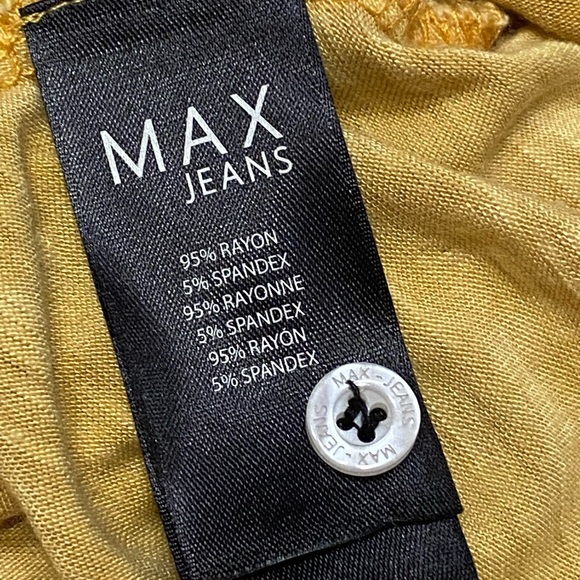 MAX
JEANS
95% RAYON
5% SPANDEX
95% RAYONNE
5% SPANDEX
95% RAYON
5% SPANDEX
MAX - JEANS
MAX - JEANS